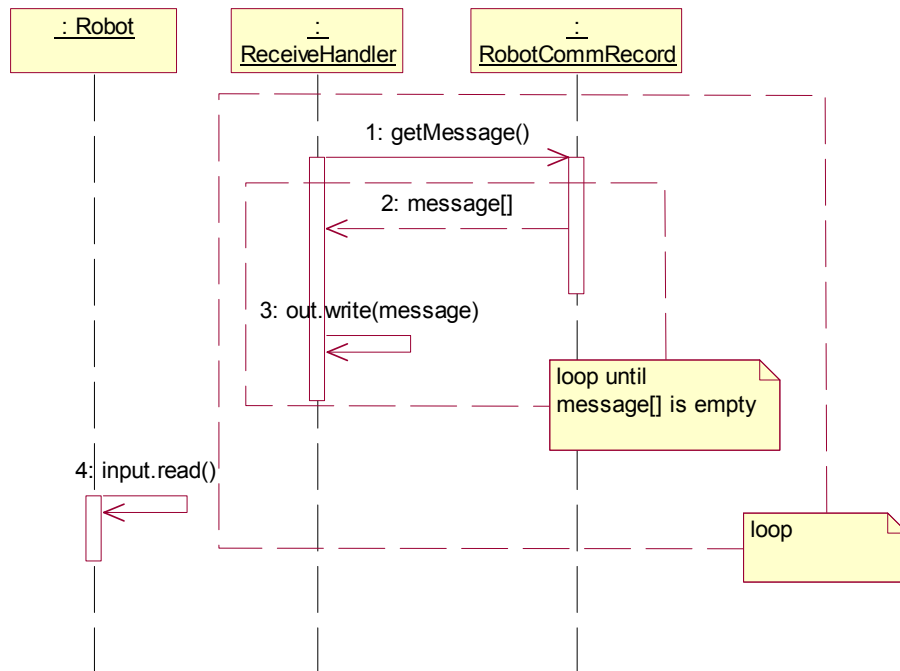 : Robot
:
ReceiveHandler
:
RobotCommRecord
1: getMessage()
2: message[]
3: out.write(message)
loop until
message[] is empty
4: input.read()
loop